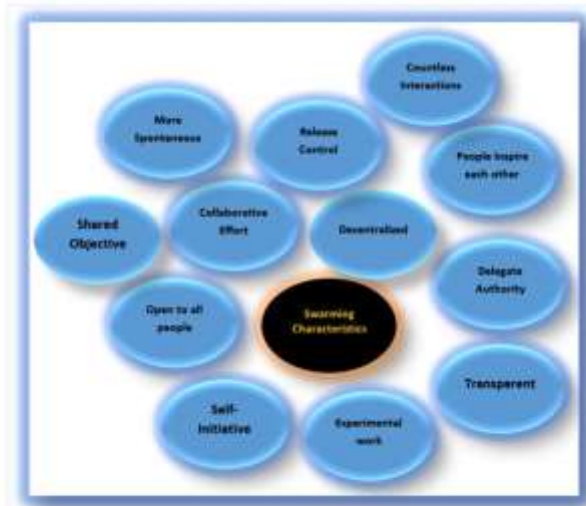 Countless
Interactions
More
Spontaneous
Release
Control
People inspire
each other
Shared
Objective
Collaborative
Effort
Decentralized
Delegate
Authority
Open to all
people
Swarming
Characteristics
Transparent
Self-
Initiative
Experimental
work